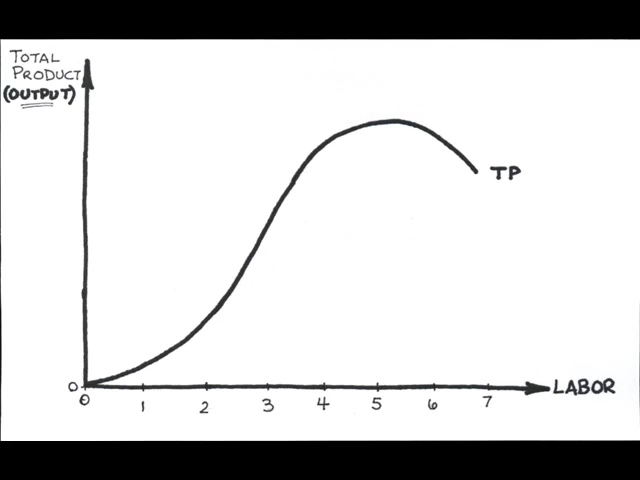 TOTAL
PRODUCT
(OUTPUT)
TP
0
0 1 2 3 4 5 6 7
LABOR